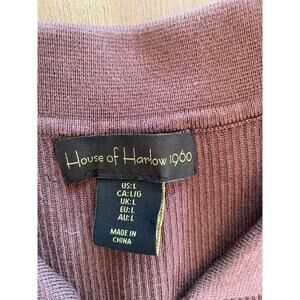 House of Harlow 1960
US: L
CA: L/G
UK: L
EU: L
AU: L
MADE IN
CHINA